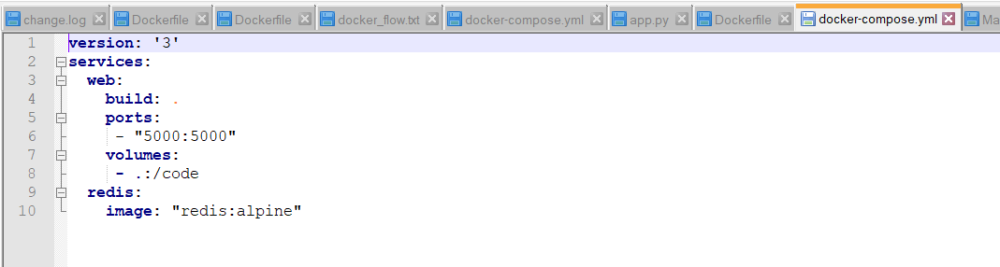 change.log Dockerfile Dockerfile docker_flow.txt docker-compose.yml app.py Dockerfile docker-compose.yml Ma
1 version: '3'
2 services:
3 web:
4 build: .
5 ports:
6 - "5000:5000"
7 volumes:
8 - .:/code
9 redis:
10 image: "redis:alpine"